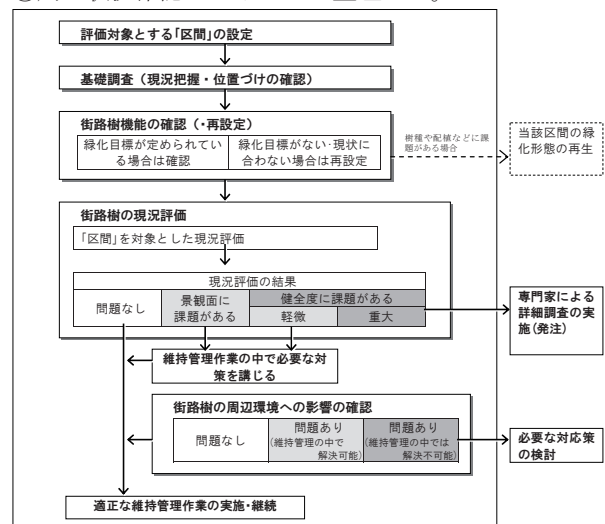 評価対象とする｢区間｣の設定
基礎調査（現況把握・位置づけの確認）
街路樹機能の確認（・再設定）
緑化目標が定められてい
る場合は確認
緑化目標がない・現状に
合わない場合は再設定
樹種や配植などに課
題がある場合
当該区間の緑
化形態の再生
街路樹の現況評価
｢区間｣を対象とした現況評価
現況評価の結果
問題なし
景観面に
課題がある
健全度に課題がある
軽微
重大
専門家による
詳細調査の実
施(発注)
維持管理作業の中で必要な対
策を講じる
街路樹の周辺環境への影響の確認
問題なし
問題あり
(維持管理の中で
解決可能)
問題あり
(維持管理の中では
解決不可能)
必要な対応策
の検討
適正な維持管理作業の実施・継続